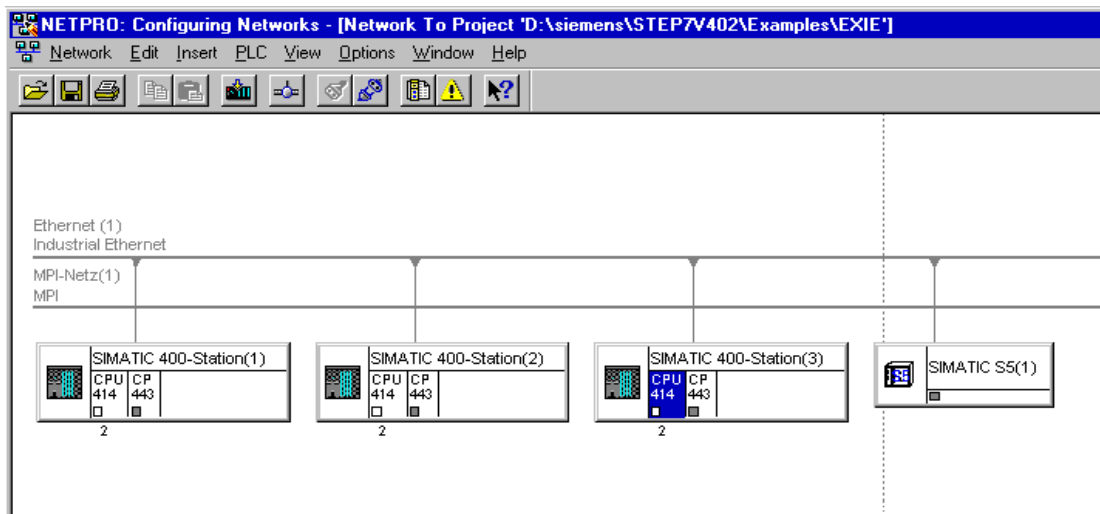 NETPRO: Configuring Networks - [Network To Project 'D:\siemens\STEP7V402\Examples\EXIE']
Network Edit Insert PLC View Options Window Help
Ethernet (1)
Industrial Ethernet
MPI-Netz(1)
MPI
SIMATIC 400-Station(1)
CPU CP
414 443
2
SIMATIC 400-Station(2)
CPU CP
414 443
2
SIMATIC 400-Station(3)
CPU CP
414 443
2
SIMATIC S5(1)